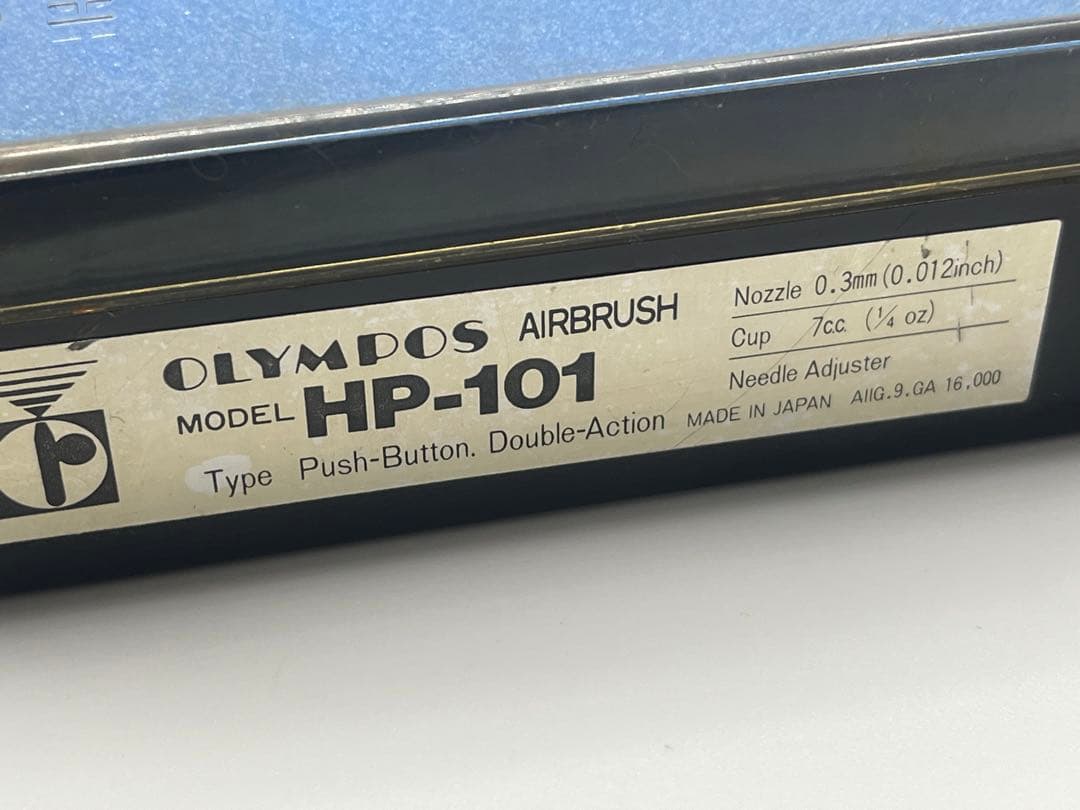 OLYMPOS AIRBRUSH
MODEL HP-101
Type Push-Button. Double-Action
Nozzle 0.3mm (0.012inch)
Cup 7c.c. (1/4 oz)
Needle Adjuster
MADE IN JAPAN AIIG.9.GA 16,000